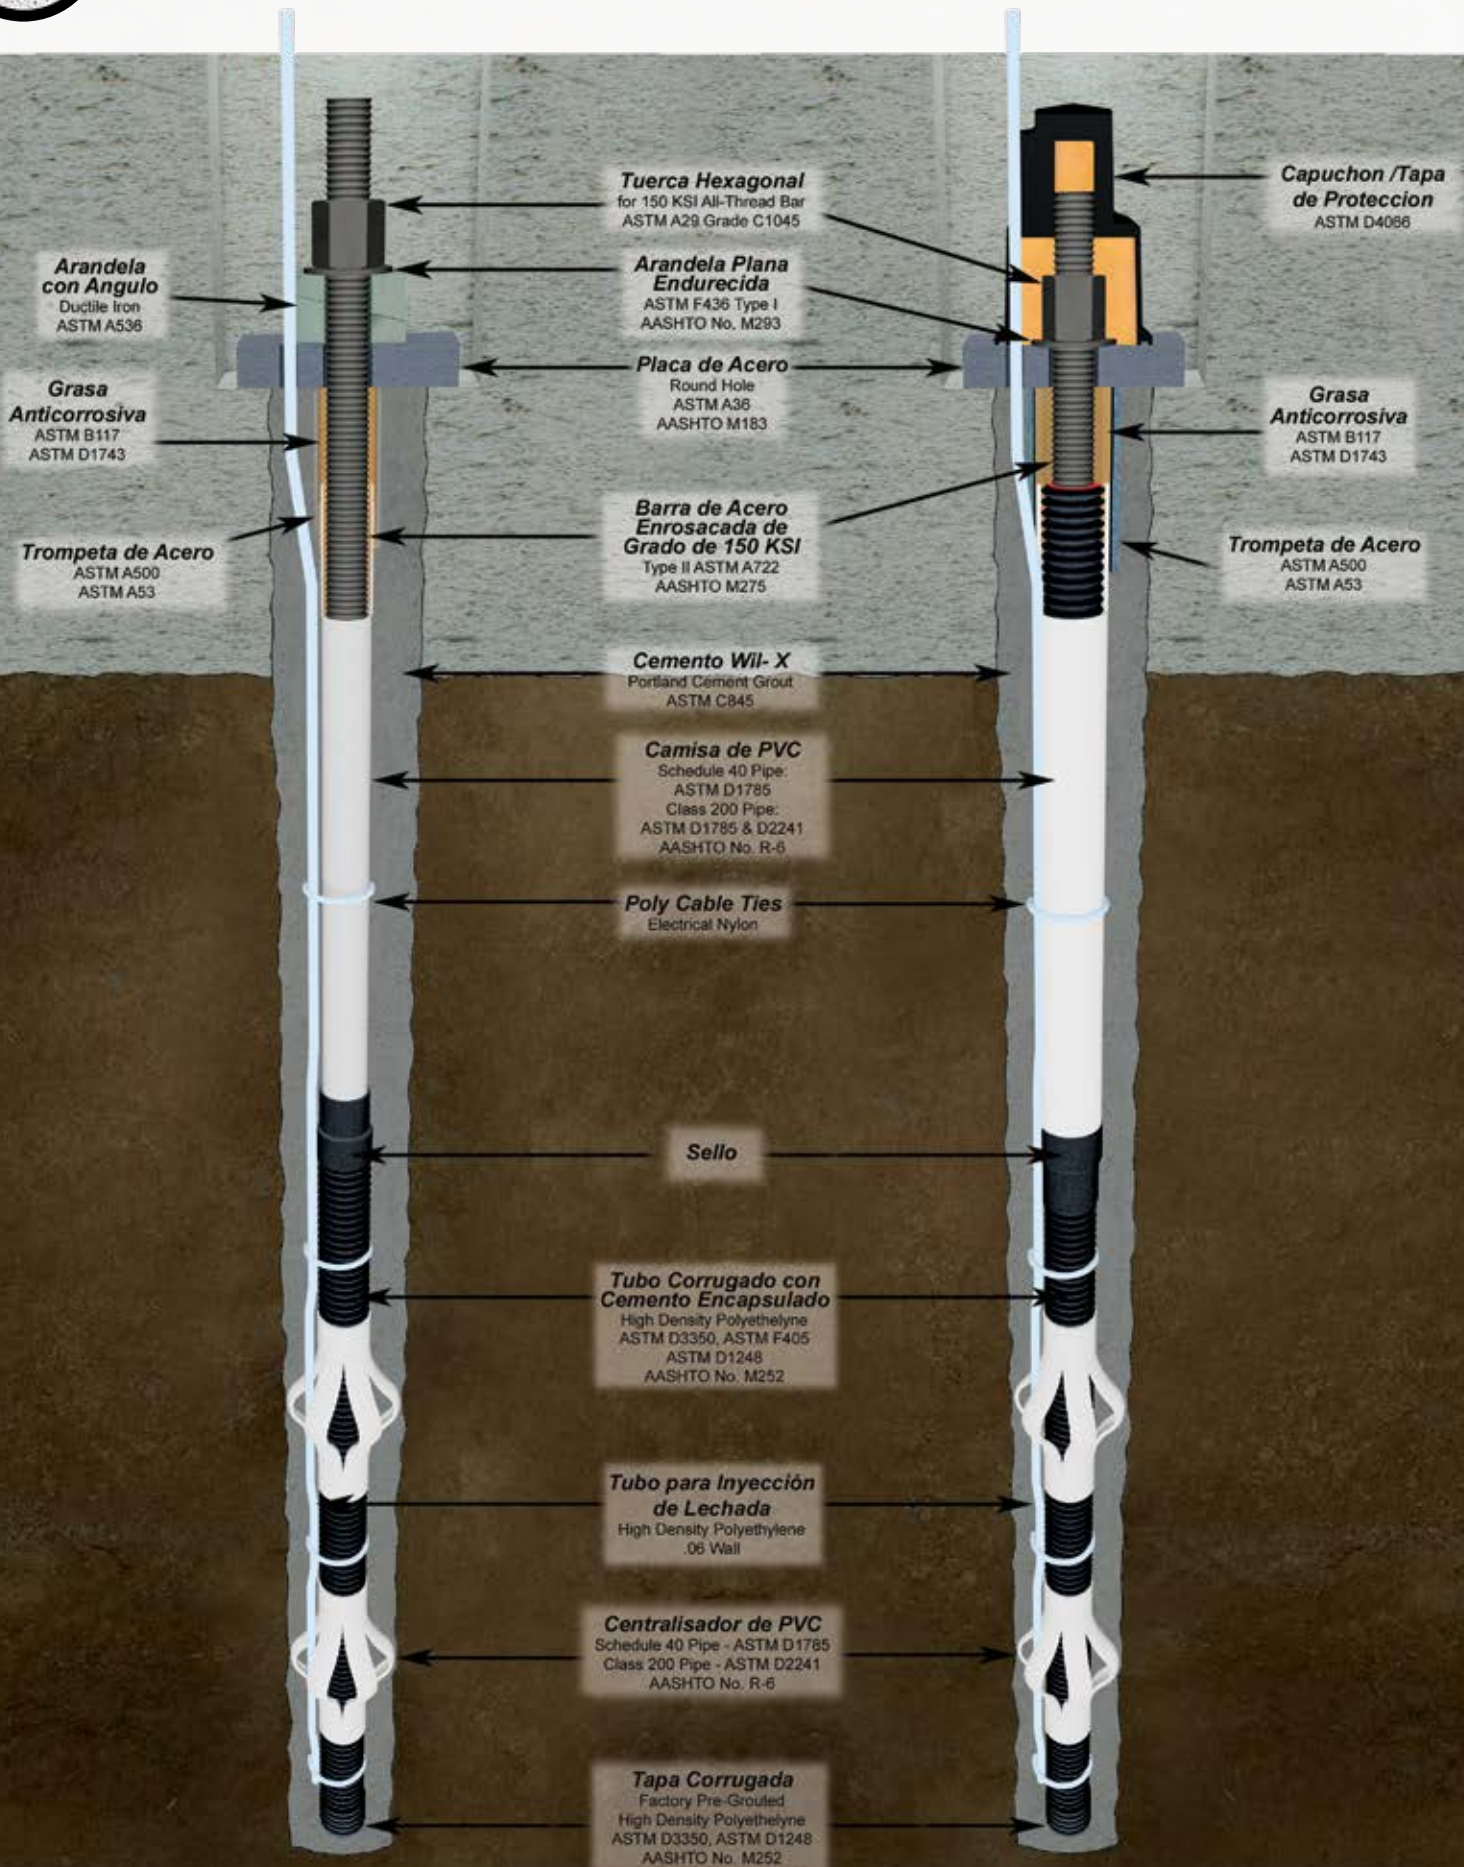 Tuerca Hexagonal
for 150 KSI All-Thread Bar
ASTM A29 Grade C1045
Capuchon /Tapa
de Proteccion
ASTM D4066
Arandela
con Angulo
Ductile Iron
ASTM A536
Arandela Plana
Endurecida
ASTM F436 Type I
AASHTO No. M293
Placa de Acero
Round Hole
ASTM A36
AASHTO M183
Grasa
Anticorrosiva
ASTM B117
ASTM D1743
Grasa
Anticorrosiva
ASTM B117
ASTM D1743
Trompeta de Acero
ASTM A500
ASTM A53
Barra de Acero
Enrosacada de
Grado de 150 KSI
Type II ASTM A722
AASHTO M275
Trompeta de Acero
ASTM A500
ASTM A53
Cemento Wil- X
Portland Cement Grout
ASTM C845
Camisa de PVC
Schedule 40 Pipe:
ASTM D1785
Class 200 Pipe:
ASTM D1785 & D2241
AASHTO No. R-6
Poly Cable Ties
Electrical Nylon
Sello
Tubo Corrugado con
Cemento Encapsulado
High Density Polyethelyne
ASTM D3350, ASTM F405
ASTM D1248
AASHTO No. M252
Tubo para Inyección
de Lechada
High Density Polyethylene
.06 Wall
Centralisador de PVC
Schedule 40 Pipe - ASTM D1785
Class 200 Pipe - ASTM D2241
AASHTO No. R-6
Tapa Corrugada
Factory Pre-Grouted
High Density Polyethelyne
ASTM D3350, ASTM D1248
AASHTO No. M252